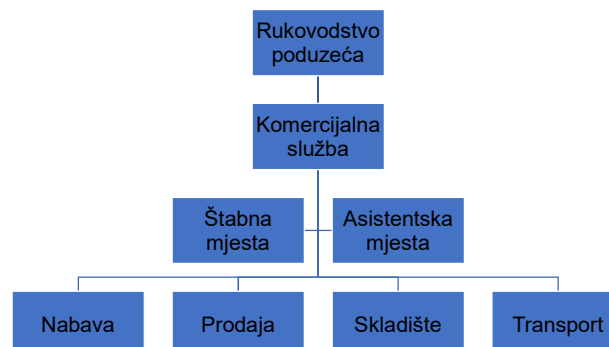 Rukovodstvo
poduzeća
Komercijalna
služba
Štabna
mjesta
Asistentska
mjesta
Nabava
Prodaja
Skladište
Transport